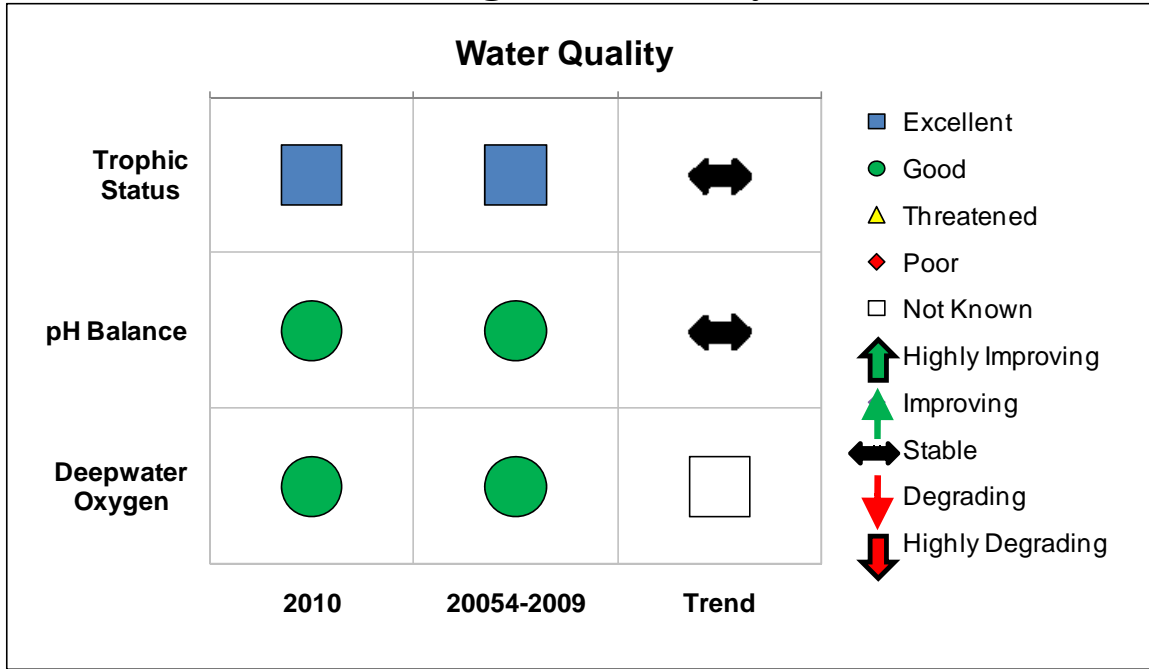 Water Quality
Trophic
Status
pH Balance
Deepwater
Oxygen
2010
20054-2009
Trend
Excellent
Good
Threatened
Poor
Not Known
Highly Improving
Improving
Stable
Degrading
Highly Degrading